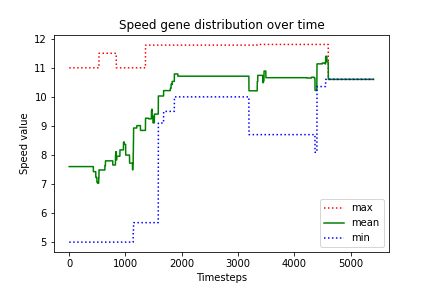 Speed gene distribution over time
12
11
10
9
8
7
6
5
Speed value
0
1000
2000
3000
4000
5000
Timesteps
max
mean
min